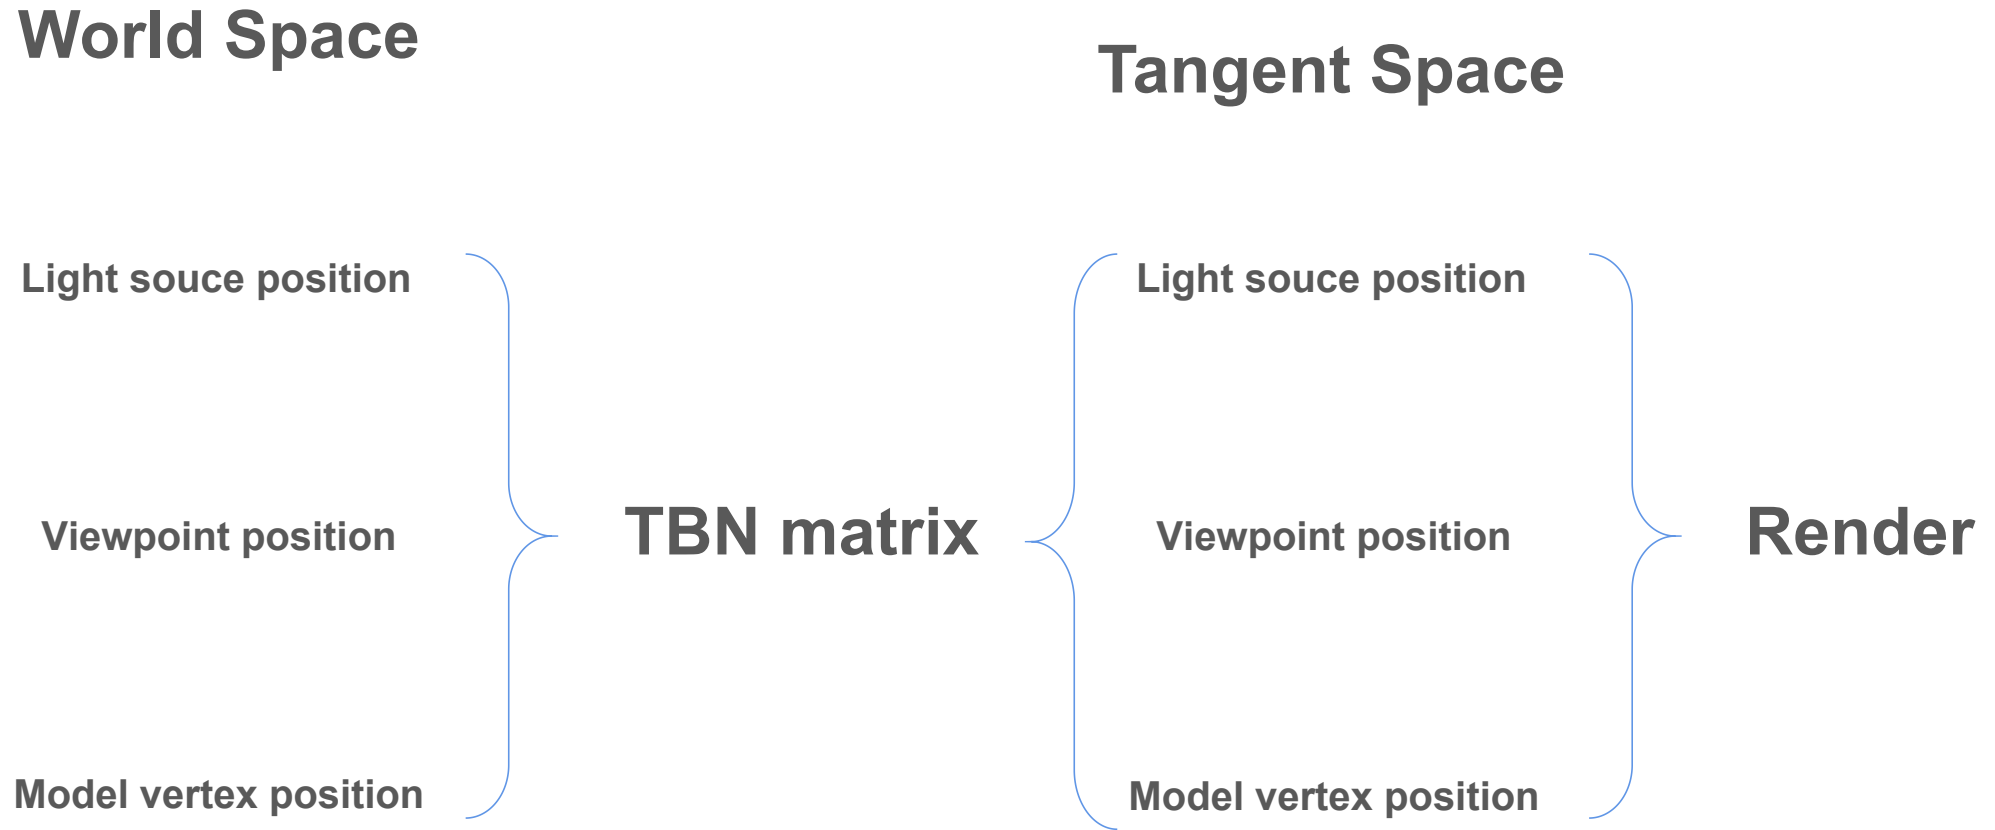 World Space
Tangent Space
Light souce position
Light souce position
Viewpoint position
TBN matrix
Viewpoint position
Render
Model vertex position
Model vertex position